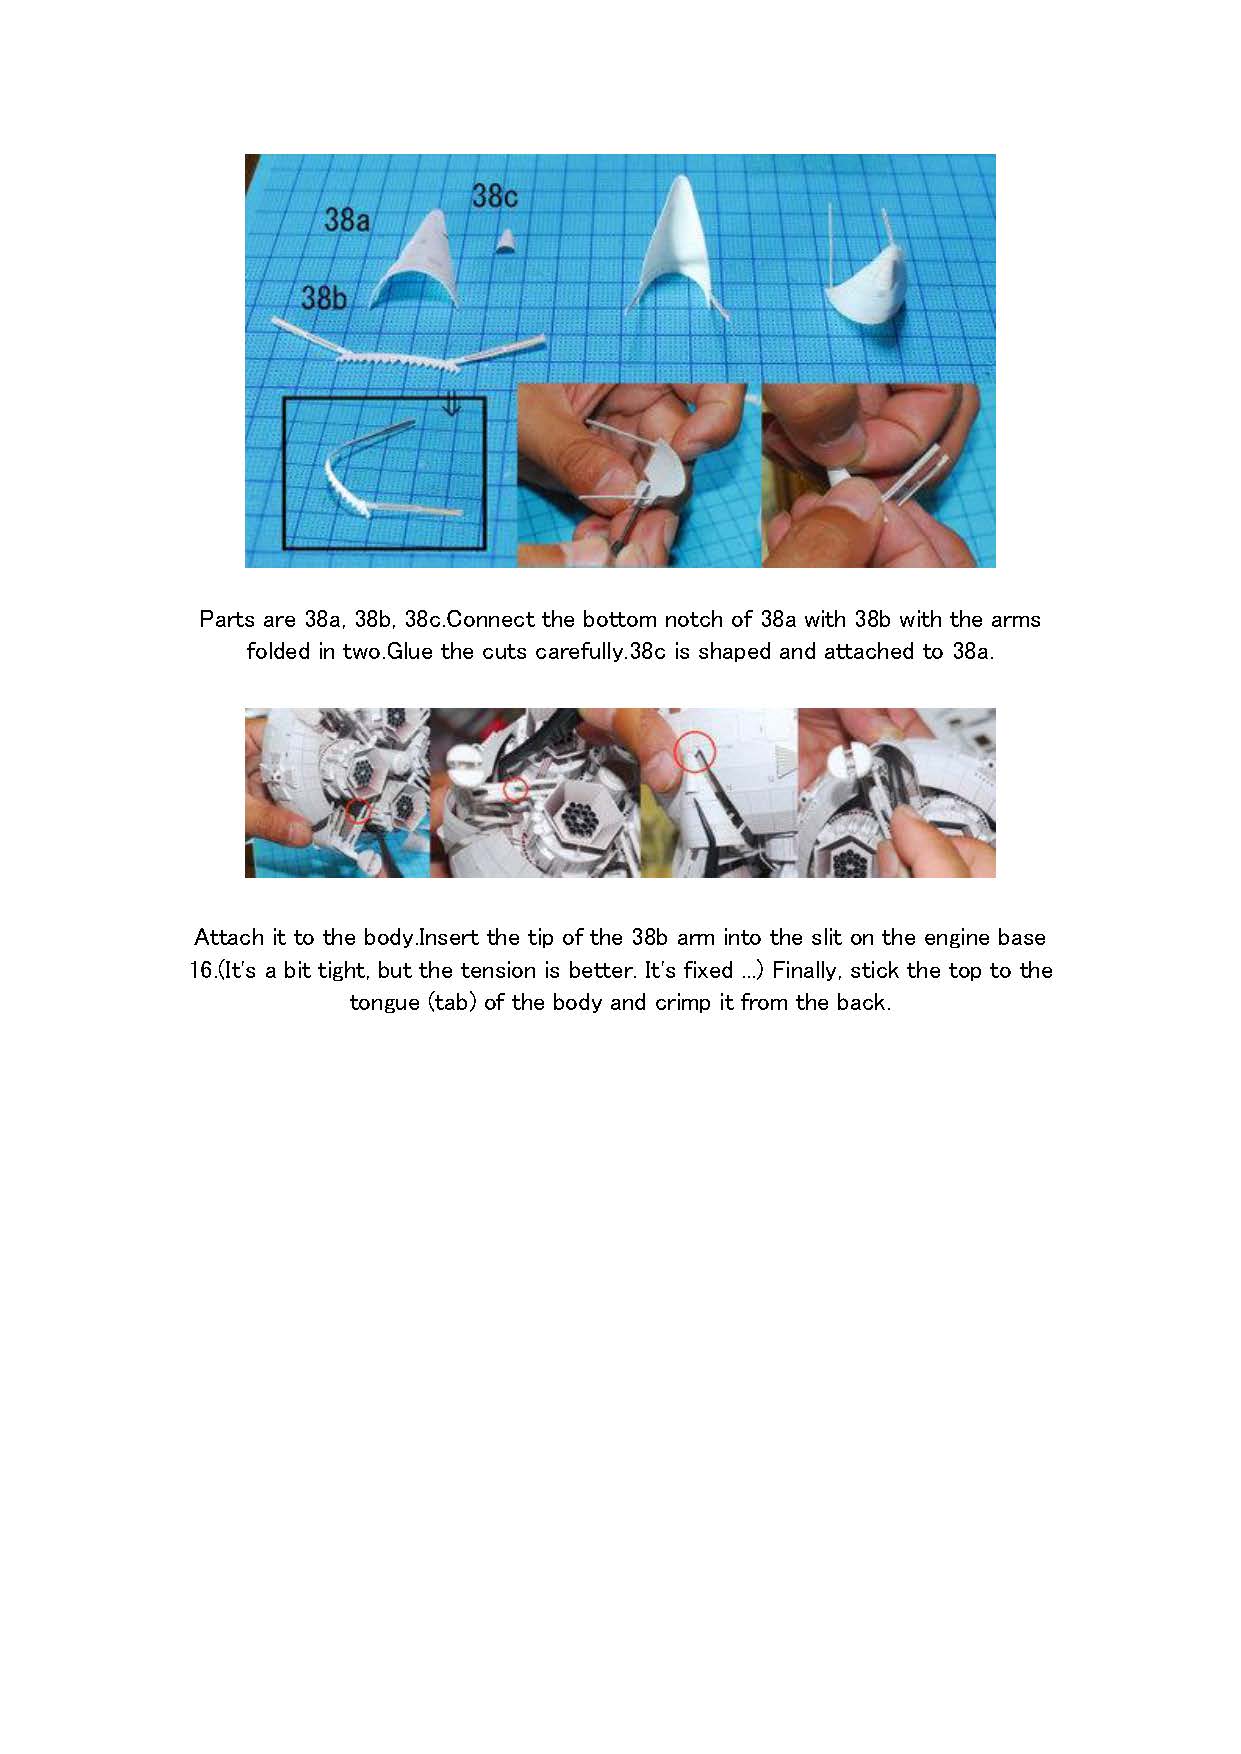 38a
38c
38b
Parts are 38a, 38b, 38c.Connect the bottom notch of 38a with 38b with the arms
folded in two.Glue the cuts carefully.38c is shaped and attached to 38a.
Attach it to the body.Insert the tip of the 38b arm into the slit on the engine base
16.(It's a bit tight, but the tension is better. It's fixed ...) Finally, stick the top to the
tongue (tab) of the body and crimp it from the back.